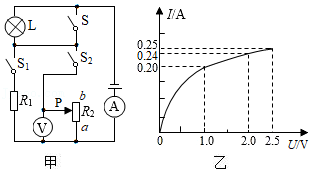 L
S
S₁
S₂
P
b
R₁
R₂
a
V
A
甲
I/A
0.25
0.24
0.20
0
1.0
2.0
2.5
U/V
乙